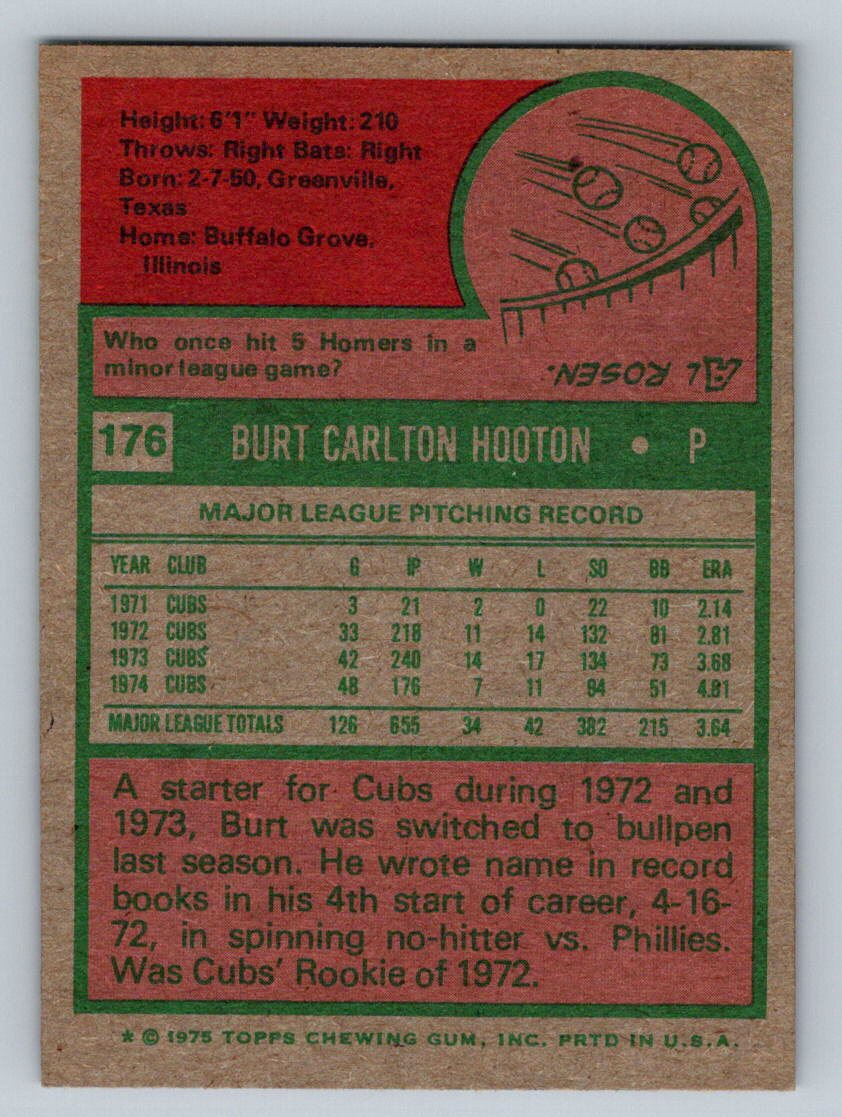 Height: 6'1" Weight: 210
Throws: Right Bats: Right
Born: 2-7-50, Greenville,
Texas
Home: Buffalo Grove,
Illinois
Who once hit 5 Homers in a
minor league game?
AL ROSEN.
176 BURT CARLTON HOOTON • P
MAJOR LEAGUE PITCHING RECORD
YEAR CLUB G IP W L SO BB ERA
1971 CUBS 3 21 2 0 22 10 2.14
1972 CUBS 33 218 11 14 132 81 2.81
1973 CUBS 42 240 14 17 134 73 3.68
1974 CUBS 48 176 7 11 94 51 4.81
MAJOR LEAGUE TOTALS 126 655 34 42 382 215 3.64
A starter for Cubs during 1972 and
1973, Burt was switched to bullpen
last season. He wrote name in record
books in his 4th start of career, 4-16-
72, in spinning no-hitter vs. Phillies.
Was Cubs' Rookie of 1972.
* © 1975 TOPPS CHEWING GUM, INC. PRTD IN U.S.A.